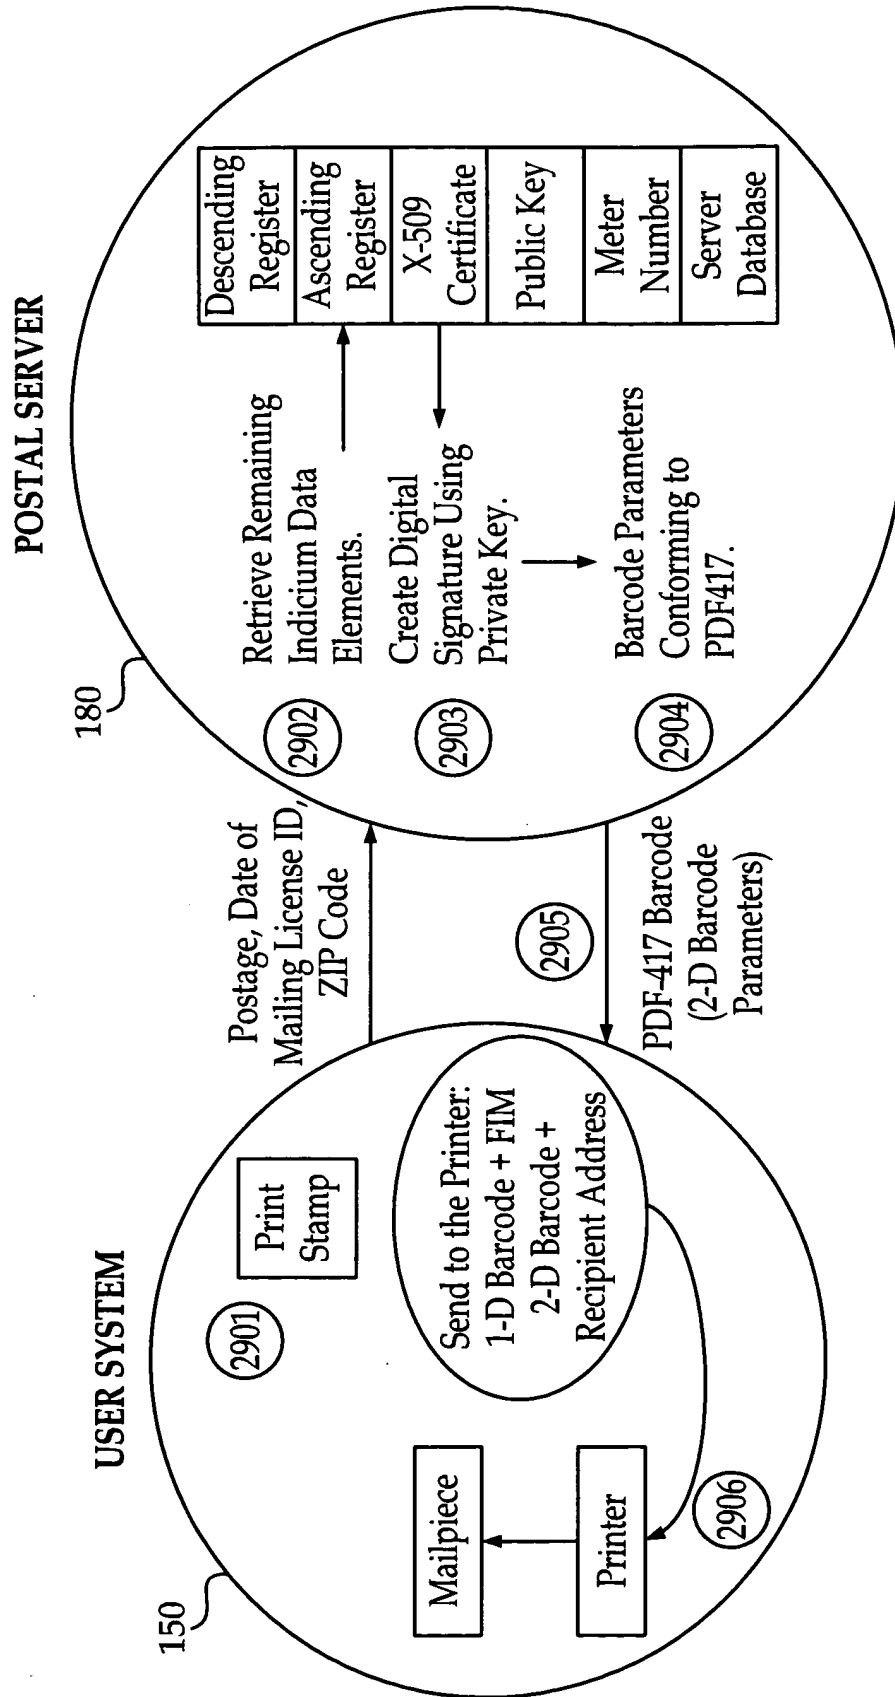 USER SYSTEM
150
2901
Print
Stamp
Send to the Printer:
1-D Barcode + FIM
2-D Barcode +
Recipient Address
Mailpiece
Printer
2906
Postage, Date of
Mailing License ID,
ZIP Code
2905
PDF-417 Barcode
(2-D Barcode
Parameters)
POSTAL SERVER
180
2902
Retrieve Remaining
Indicium Data
Elements.
2903
Create Digital
Signature Using
Private Key.
2904
Barcode Parameters
Conforming to
PDF417.
Descending
Register
Ascending
Register
X-509
Certificate
Public Key
Meter
Number
Server
Database